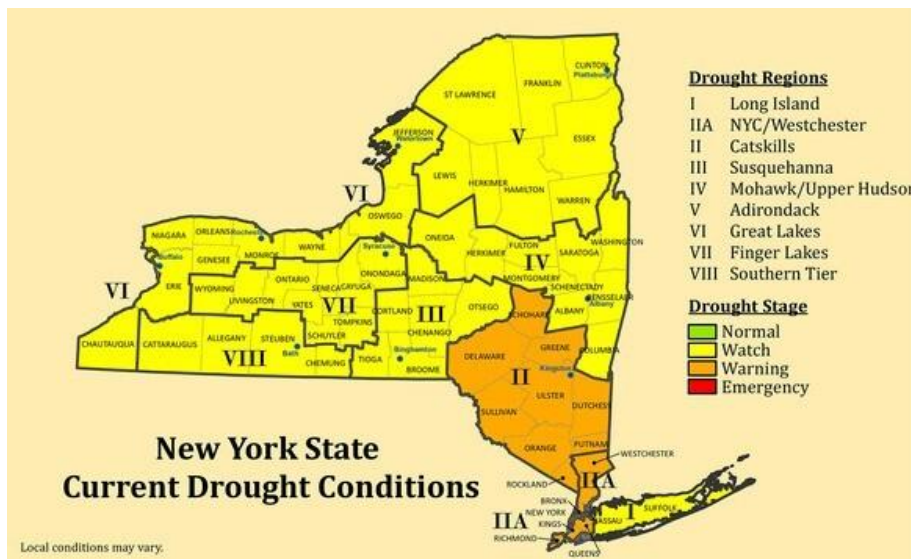 CLINTON
Plattsburgh
FRANKLIN
ST LAWRENCE
JEFFERSON
Watertown
V
ESSEX
LEWIS
HERKIMER
HAMILTON
WARREN
VI
OSWEGO
ONEIDA
HERKIMER
FULTON
WASHINGTON
SARATOGA
IV
MONTGOMERY
SCHENECTADY
RENSSELAER
Albany
ALBANY
NIAGARA
ORLEANS
Rochester
MONROE
WAYNE
Syracuse
ONONDAGA
MADISON
Buffalo
GENESEE
ERIE
WYOMING
LIVINGSTON
ONTARIO
YATES
SENECA
CAYUGA
VII
TOMPKINS
SCHUYLER
CORTLAND
III
CHENANGO
OTSEGO
SCHOHARIE
VI
CHAUTAUQUA
CATTARAUGUS
ALLEGANY
STEUBEN
Bath
VIII
CHEMUNG
TIOGA
Binghamton
BROOME
DELAWARE
GREENE
COLUMBIA
II
Kingston
ULSTER
DUTCHESS
SULLIVAN
ORANGE
PUTNAM
WESTCHESTER
ROCKLAND
IIA
BRONX
NEW YORK
IIA
KINGS
RICHMOND
QUEENS
NASSAU
I
SUFFOLK
Drought Regions
I Long Island
IIA NYC/Westchester
II Catskills
III Susquehanna
IV Mohawk/Upper Hudson
V Adirondack
VI Great Lakes
VII Finger Lakes
VIII Southern Tier
Drought Stage
Normal
Watch
Warning
Emergency
New York State
Current Drought Conditions
Local conditions may vary.